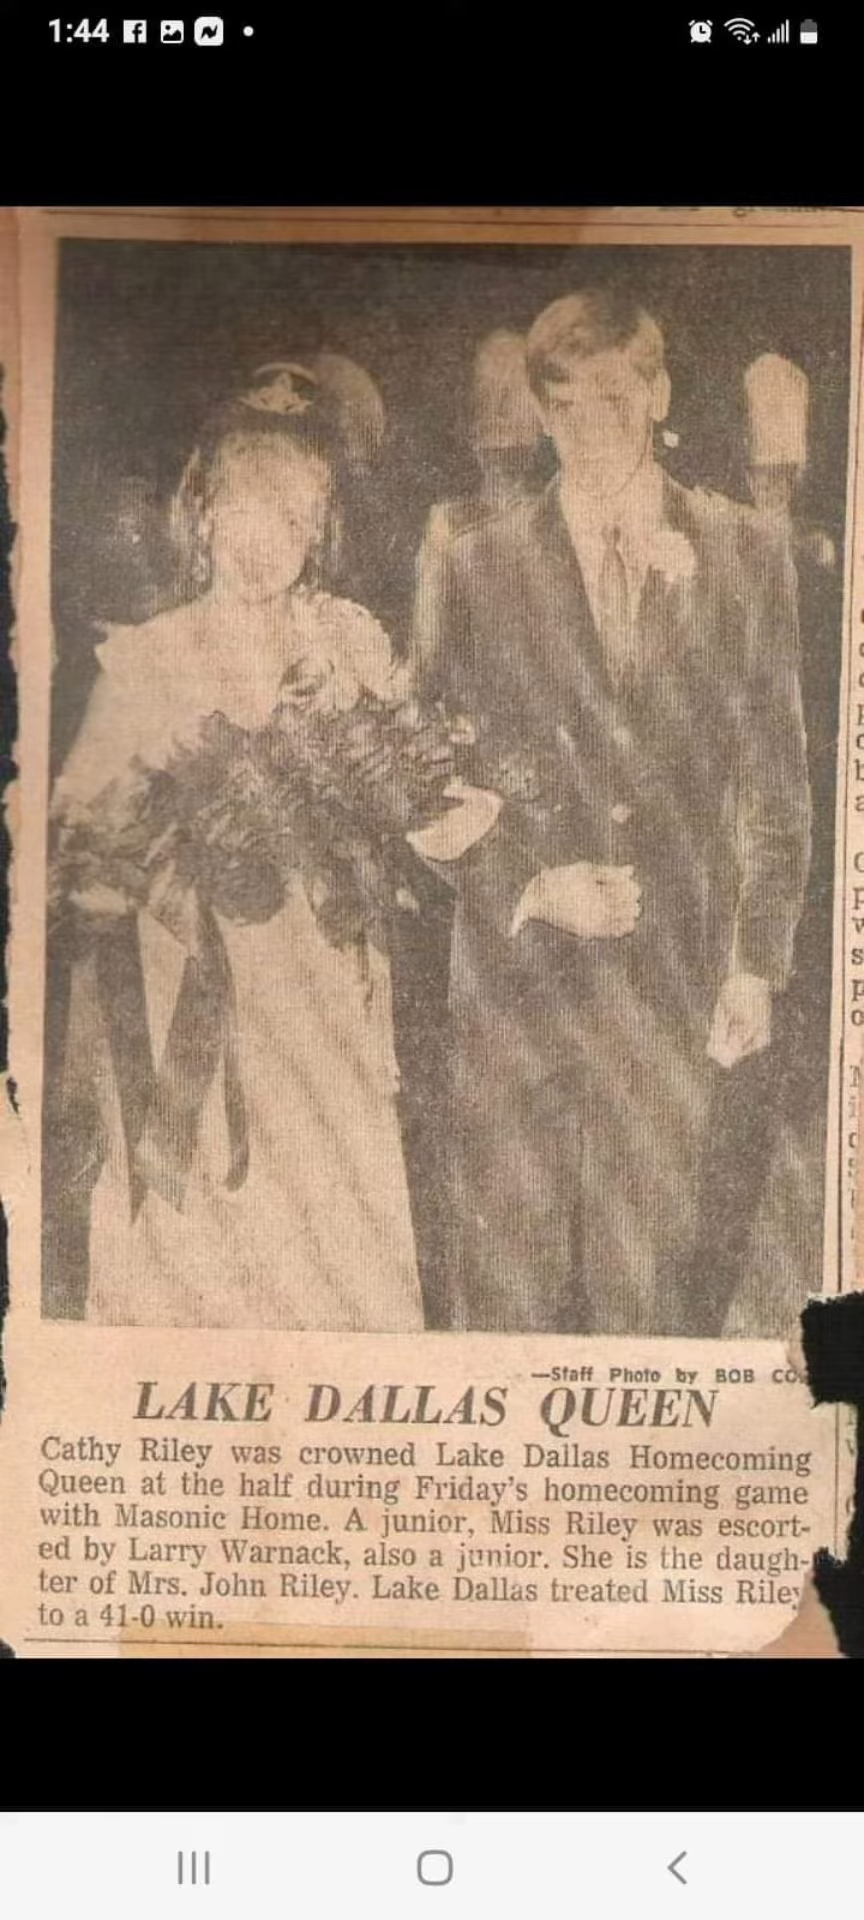 1:44
—Staff Photo by BOB
LAKE DALLAS QUEEN
Cathy Riley was crowned Lake Dallas Homecoming
Queen at the half during Friday's homecoming game
with Masonic Home. A junior, Miss Riley was escort-
ed by Larry Warnack, also a junior. She is the daugh-
ter of Mrs. John Riley. Lake Dallas treated Miss Riley
to a 41-0 win.